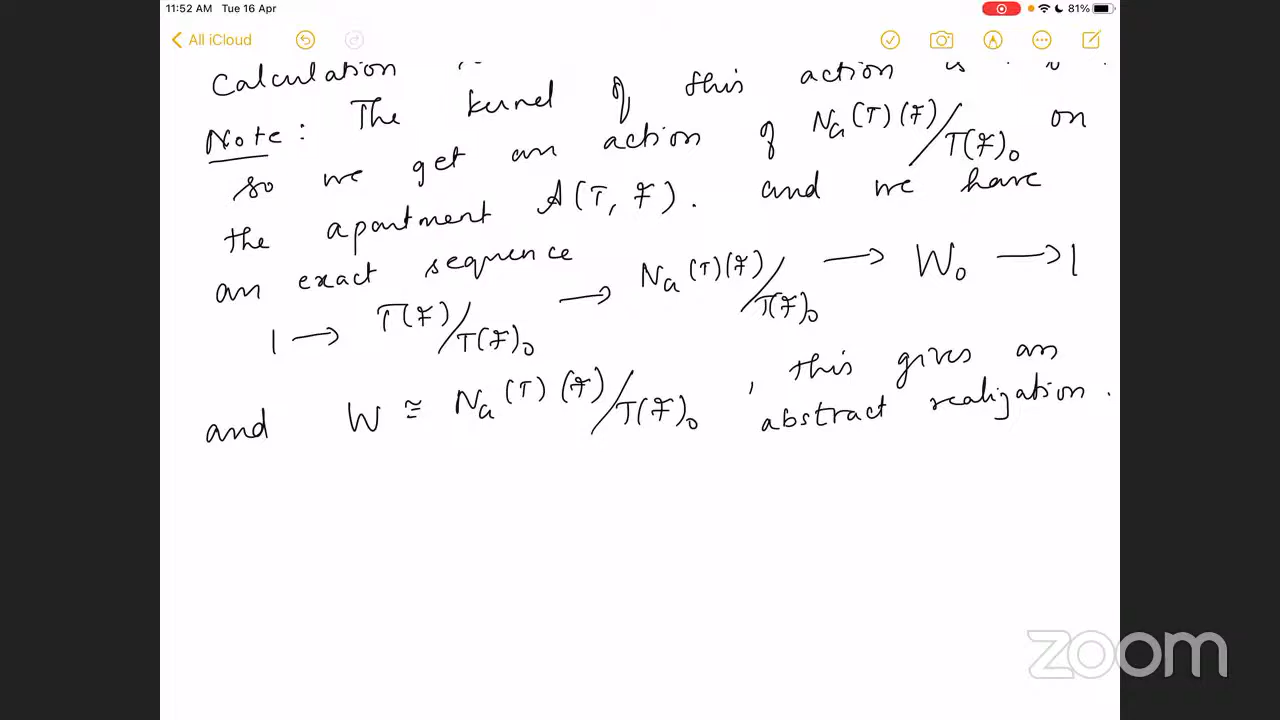 11:52 AM Tue 16 Apr
81%
All iCloud
Calculation
Note: The kernel of this action is
so we get an action of N_G(T)(F)/T(F)_0 on
the apartment A(T, F). and we have
an exact sequence
1 → T(F)/T(F)_0 → N_G(T)(F)/T(F)_0 → W_0 → 1
and W ≅ N_G(T)(F)/T(F)_0, this gives an
abstract realization.
zoom